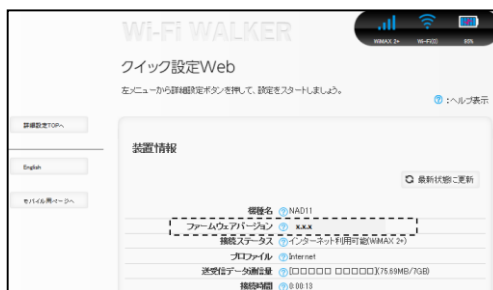 Wi-Fi WALKER
WiMAX 2+ Wi-Fi 88%
クイック設定Web
左メニューから詳細設定ボタンを押して、設定をスタートしましょう。
?:ヘルプ表示
詳細設定TOPへ
装置情報
English
最新状態に更新
モバイル用ページへ
機種名 ?NAD11
ファームウェアバージョン ? x.x.x
接続ステータス ?インターネット利用可能(WiMAX 2+)
プロファイル ?Internet
送受信データ通信量 ?[□□□□□ □□□□□](75.69MB/7GB)
接続時間 ?0:00:13